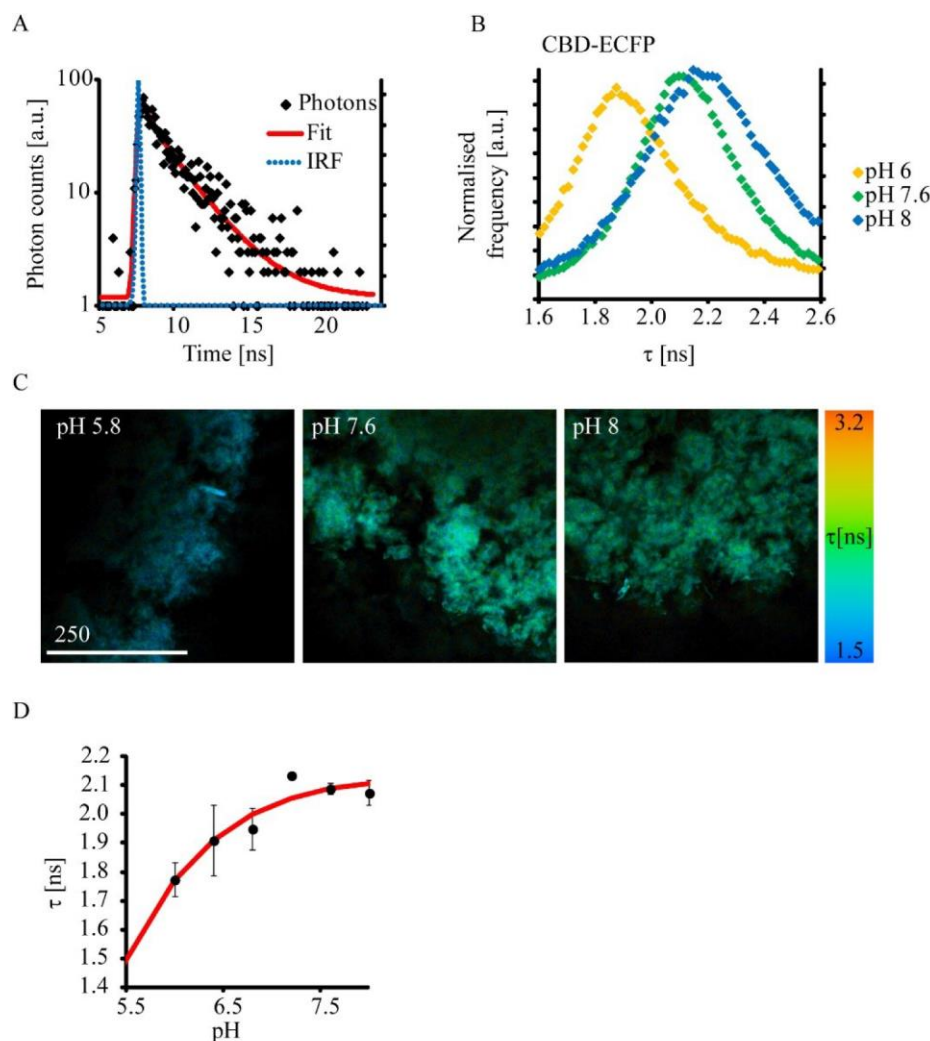 A
100
10
1
Photon counts [a.u.]
Photons
Fit
IRF
5
10
15
20
Time [ns]
B
CBD-ECFP
Normalised
frequency [a.u.]
pH 6
pH 7.6
pH 8
1.6
1.8
2.0
2.2
2.4
2.6
τ [ns]
C
pH 5.8
250
pH 7.6
pH 8
3.2
τ[ns]
1.5
D
2.2
2.1
2.0
1.9
1.8
1.7
1.6
1.5
1.4
τ [ns]
5.5
6.5
7.5
pH